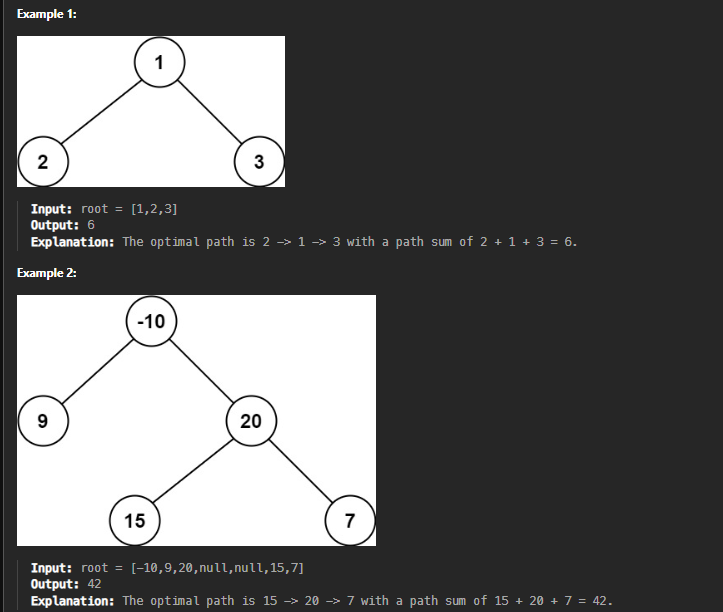 Example 1:
1
2
3
Input: root = [1,2,3]
Output: 6
Explanation: The optimal path is 2 -> 1 -> 3 with a path sum of 2 + 1 + 3 = 6.
Example 2:
-10
9
20
15
7
Input: root = [-10,9,20,null,null,15,7]
Output: 42
Explanation: The optimal path is 15 -> 20 -> 7 with a path sum of 15 + 20 + 7 = 42.